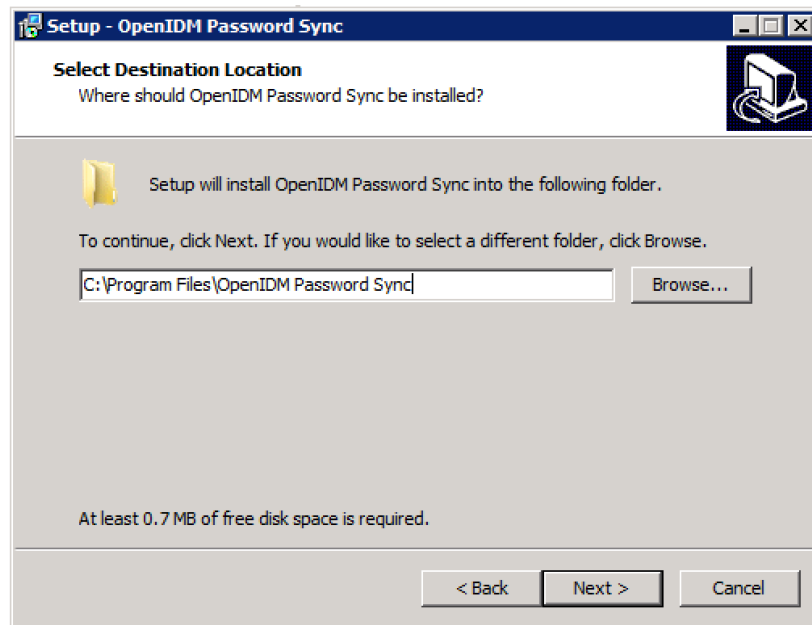 Setup - OpenIDM Password Sync
Select Destination Location
Where should OpenIDM Password Sync be installed?
Setup will install OpenIDM Password Sync into the following folder.
To continue, click Next. If you would like to select a different folder, click Browse.
C:\Program Files\OpenIDM Password Sync
Browse...
At least 0.7 MB of free disk space is required.
< Back
Next >
Cancel